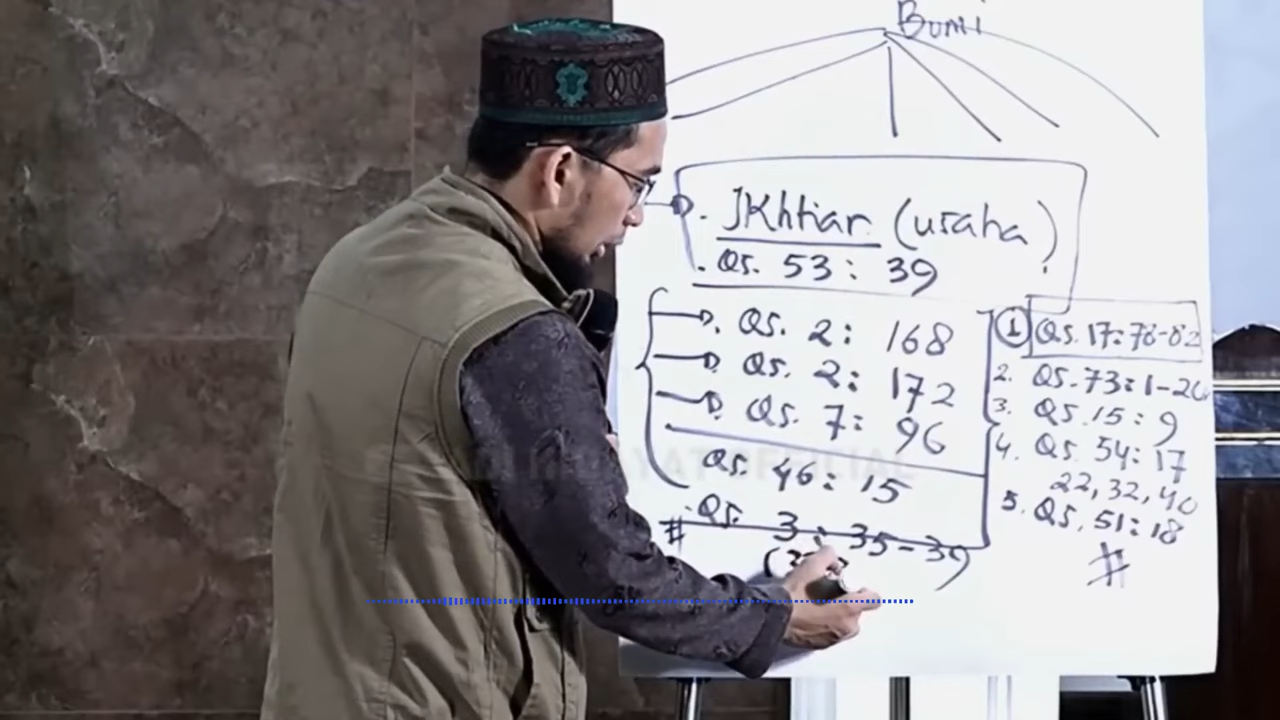 Bumi
. IKhtiar (usaha)
. QS. 53 : 39
. QS. 2 : 168
. QS. 2 : 172
. QS. 7 : 96
QS. 46 : 15
. QS. 3 : 35 - 39
#
① QS. 17 : 78-82
2. QS. 73 : 1-20
3. QS. 15 : 9
4. QS. 54 : 17
22, 32, 40
5. QS. 51 : 18
#
OFFICIAL